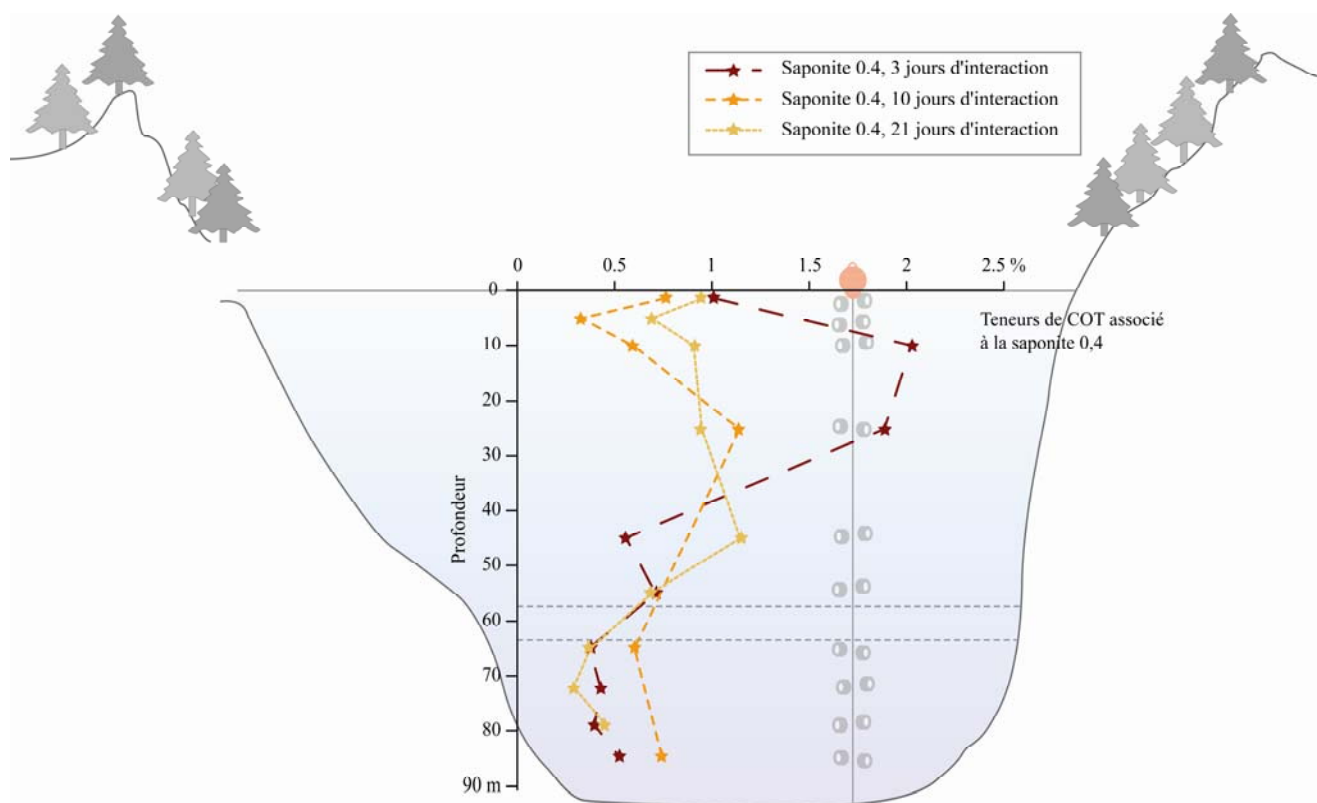 Saponite 0.4, 3 jours d'interaction
Saponite 0.4, 10 jours d'interaction
Saponite 0.4, 21 jours d'interaction
0 0.5 1 1.5 2 2.5 %
Teneurs de COT associé
à la saponite 0,4
Profondeur
0
10
20
30
40
50
60
70
80
90 m